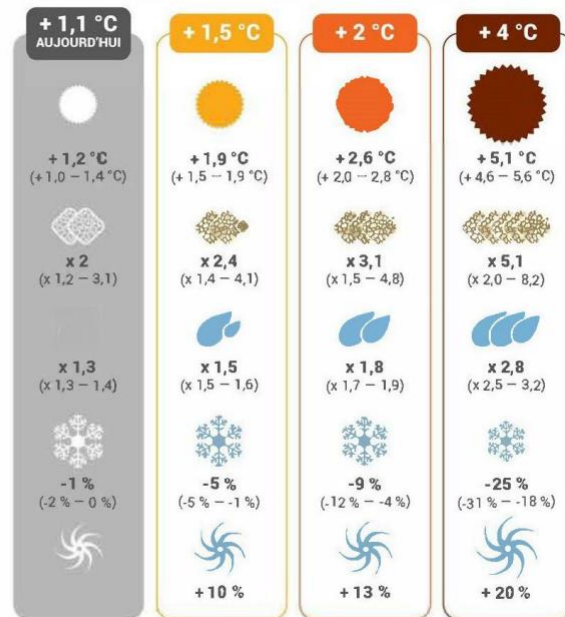 + 1,1 °C
AUJOURD'HUI
+ 1,2 °C
(+ 1,0 – 1,4 °C)
x 2
(x 1,2 – 3,1)
x 1,3
(x 1,3 – 1,4)
-1 %
(-2 % – 0 %)
+ 1,5 °C
+ 1,9 °C
(+ 1,5 – 1,9 °C)
x 2,4
(x 1,4 – 4,1)
x 1,5
(x 1,5 – 1,6)
-5 %
(-5 % – -1 %)
+ 10 %
+ 2 °C
+ 2,6 °C
(+ 2,0 – 2,8 °C)
x 3,1
(x 1,5 – 4,8)
x 1,8
(x 1,7 – 1,9)
-9 %
(-12 % – -4 %)
+ 13 %
+ 4 °C
+ 5,1 °C
(+ 4,6 – 5,6 °C)
x 5,1
(x 2,0 – 8,2)
x 2,8
(x 2,5 – 3,2)
-25 %
(-31 % – -18 %)
+ 20 %